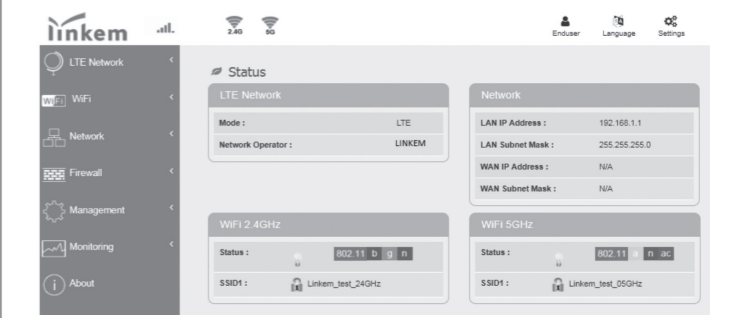 linkem
2.4G
5G
Enduser
Language
Settings
LTE Network
WiFi WiFi
Network
Firewall
Management
Monitoring
i About
Status
LTE Network
Mode : LTE
Network Operator : LINKEM
Network
LAN IP Address : 192.168.1.1
LAN Subnet Mask : 255.255.255.0
WAN IP Address : N/A
WAN Subnet Mask : N/A
WiFi 2.4GHz
Status : 802.11 b g n
SSID1 : Linkem_test_24GHz
WiFi 5GHz
Status : 802.11 a n ac
SSID1 : Linkem_test_05GHz